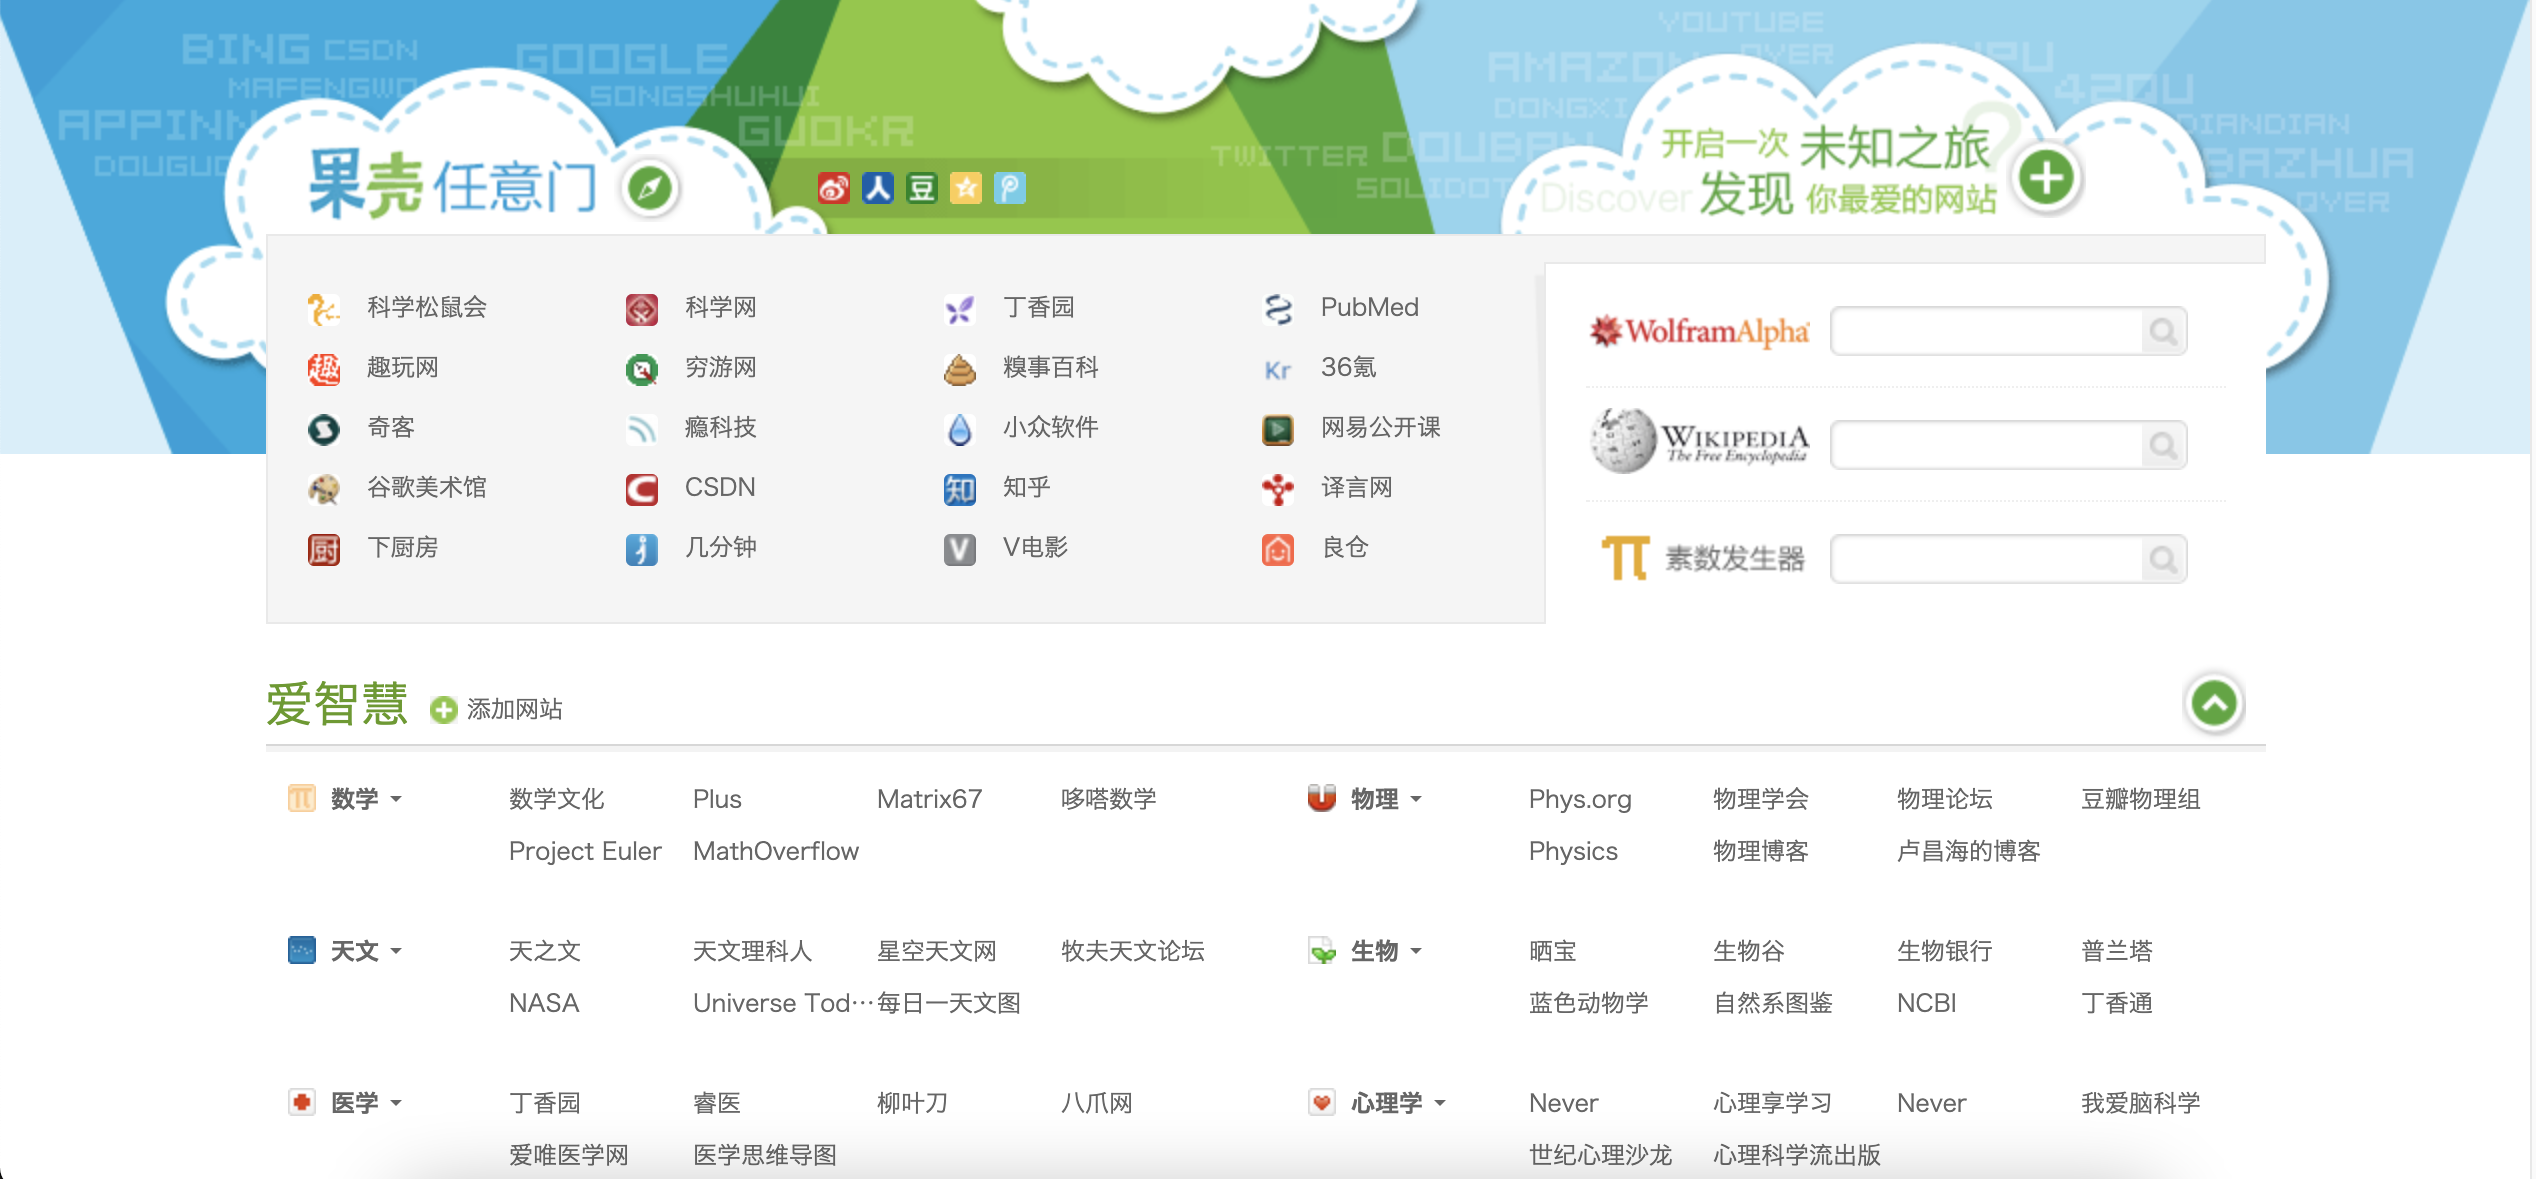 BING CSDN
GOOGLE
MAFENGWO
SONGSHUHUI
APPINN
GUOKR
DOUGUO
YOUTUBE
AMAZON
DONGXI
TWITTER DOUBAN
SOLIDOT
42QU
DIANDIAN
BAZHUA
QYER
果壳任意门
豆
开启一次 未知之旅
Discover 发现 你最爱的网站
科学松鼠会 科学网 丁香园 PubMed
趣玩网 穷游网 糗事百科 36氪
奇客 瘾科技 小众软件 网易公开课
谷歌美术馆 CSDN 知乎 译言网
下厨房 几分钟 V电影 良仓
WolframAlpha
WIKIPEDIA
The Free Encyclopedia
π 素数发生器
爱智慧 添加网站
数学 数学文化 Plus Matrix67 哆嗒数学
Project Euler MathOverflow
物理 Phys.org 物理学会 物理论坛 豆瓣物理组
Physics 物理博客 卢昌海的博客
天文 天之文 天文理科人 星空天文网 牧夫天文论坛
NASA Universe Tod… 每日一天文图
生物 晒宝 生物谷 生物银行 普兰塔
蓝色动物学 自然系图鉴 NCBI 丁香通
医学 丁香园 睿医 柳叶刀 八爪网
爱唯医学网 医学思维导图
心理学 Never 心理享学习 Never 我爱脑科学
世纪心理沙龙 心理科学流出版